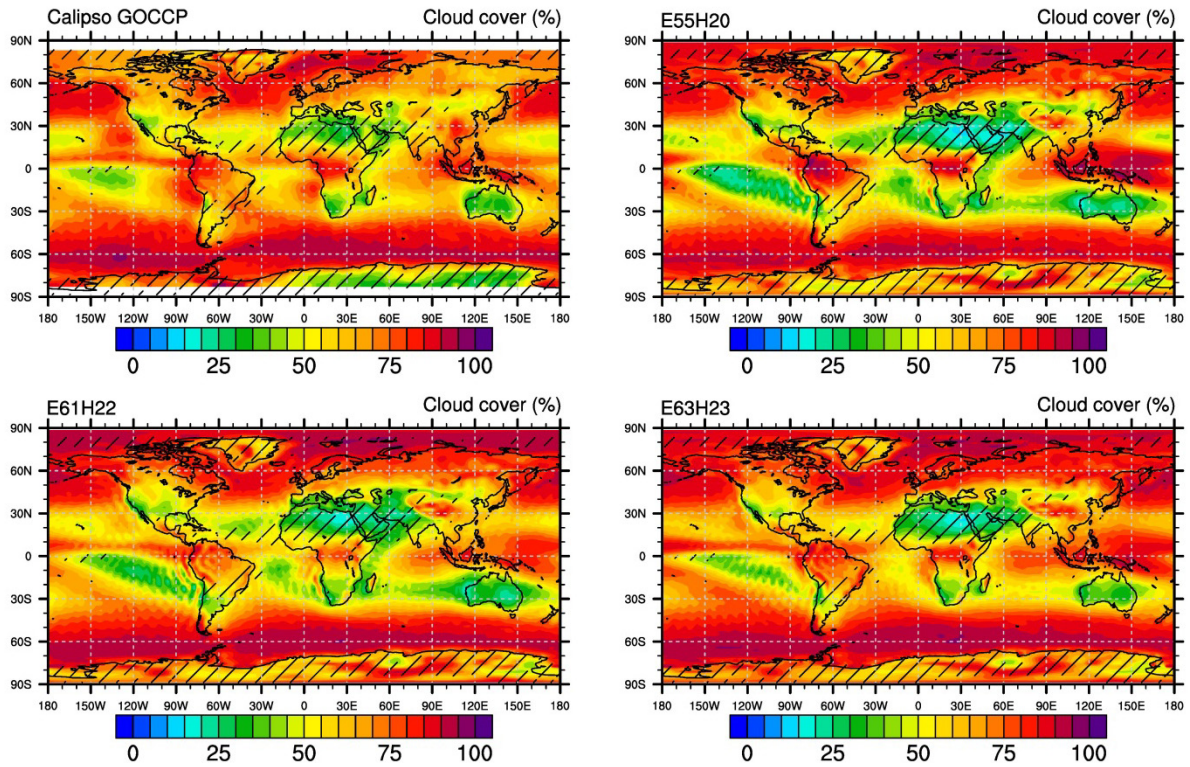 Calipso GOCCP Cloud cover (%)
90N
60N
30N
0
30S
60S
90S
180 150W 120W 90W 60W 30W 0 30E 60E 90E 120E 150E 180
0 25 50 75 100
E55H20 Cloud cover (%)
90N
60N
30N
0
30S
60S
90S
180 150W 120W 90W 60W 30W 0 30E 60E 90E 120E 150E 180
0 25 50 75 100
E61H22 Cloud cover (%)
90N
60N
30N
0
30S
60S
90S
180 150W 120W 90W 60W 30W 0 30E 60E 90E 120E 150E 180
0 25 50 75 100
E63H23 Cloud cover (%)
90N
60N
30N
0
30S
60S
90S
180 150W 120W 90W 60W 30W 0 30E 60E 90E 120E 150E 180
0 25 50 75 100